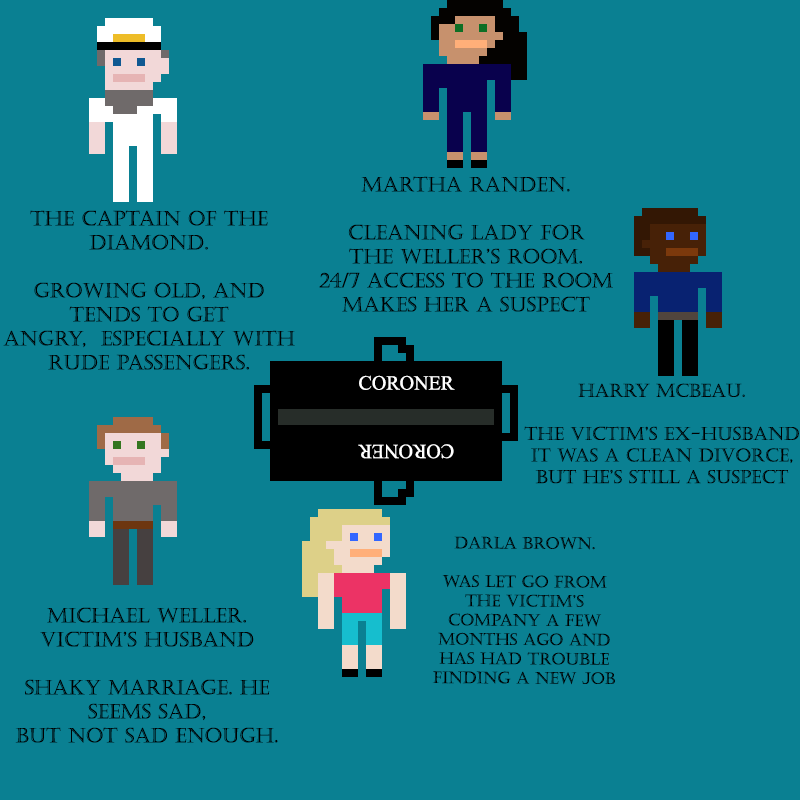 THE CAPTAIN OF THE
DIAMOND.
GROWING OLD, AND
TENDS TO GET
ANGRY, ESPECIALLY WITH
RUDE PASSENGERS.
MARTHA RANDEN.
CLEANING LADY FOR
THE WELLER'S ROOM.
24/7 ACCESS TO THE ROOM
MAKES HER A SUSPECT
HARRY MCBEAU.
THE VICTIM'S EX-HUSBAND
IT WAS A CLEAN DIVORCE,
BUT HE'S STILL A SUSPECT
CORONER
CORONER
MICHAEL WELLER.
VICTIM'S HUSBAND
SHAKY MARRIAGE. HE
SEEMS SAD,
BUT NOT SAD ENOUGH.
DARLA BROWN.
WAS LET GO FROM
THE VICTIM'S
COMPANY A FEW
MONTHS AGO AND
HAS HAD TROUBLE
FINDING A NEW JOB